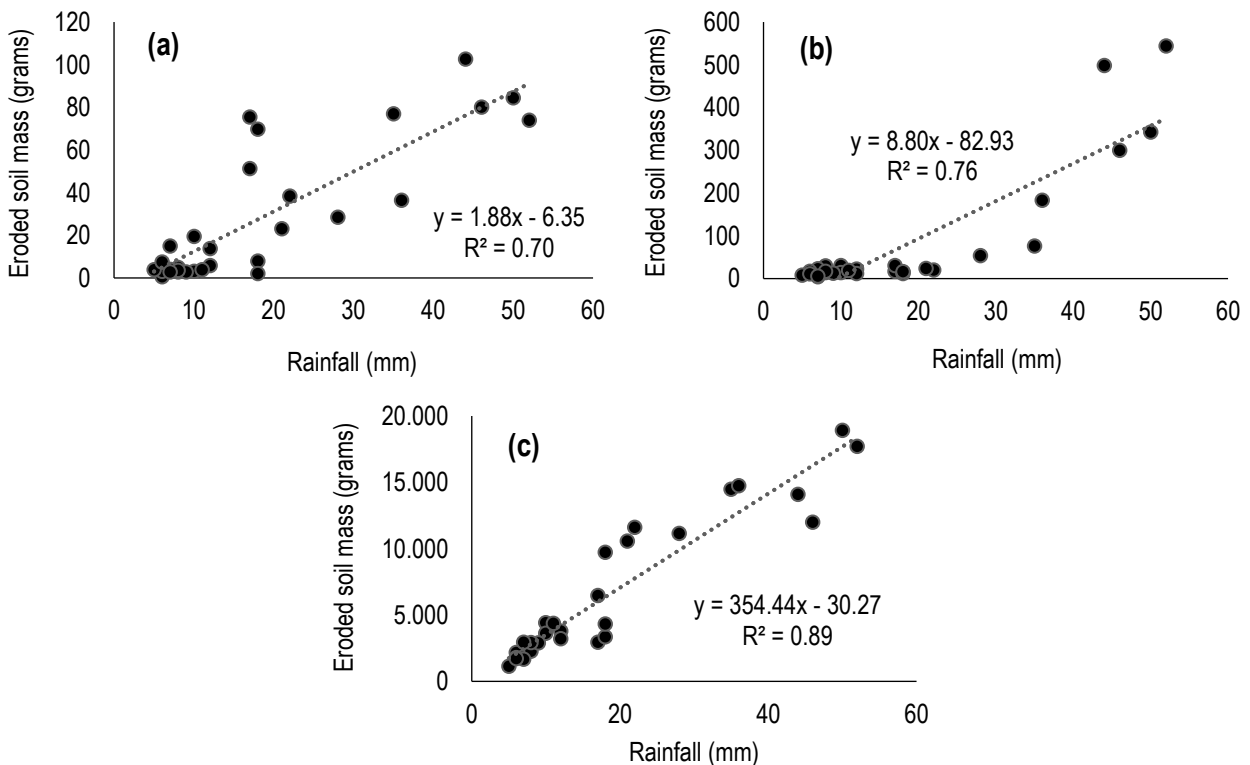 (a)
Eroded soil mass (grams)
120
100
80
60
40
20
0
y = 1.88x - 6.35
R² = 0.70
0 10 20 30 40 50 60
Rainfall (mm)
(b)
Eroded soil mass (grams)
600
500
400
300
200
100
0
y = 8.80x - 82.93
R² = 0.76
0 10 20 30 40 50 60
Rainfall (mm)
(c)
Eroded soil mass (grams)
20.000
15.000
10.000
5.000
0
y = 354.44x - 30.27
R² = 0.89
0 20 40 60
Rainfall (mm)